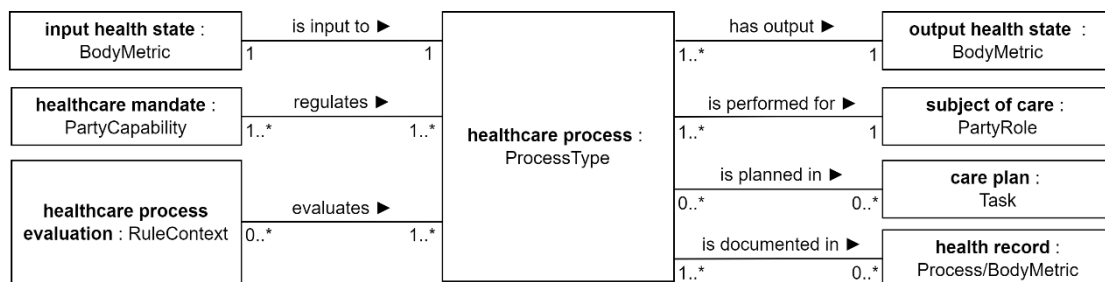 input health state :
BodyMetric
is input to ►
1
1
has output ►
1..*
1
output health state :
BodyMetric
healthcare mandate :
PartyCapability
regulates ►
1..*
1..*
healthcare process :
ProcessType
is performed for ►
1..*
1
subject of care :
PartyRole
healthcare process
evaluation : RuleContext
evaluates ►
0..*
1..*
is planned in ►
0..*
0..*
care plan :
Task
is documented in ►
1..*
0..*
health record :
Process/BodyMetric